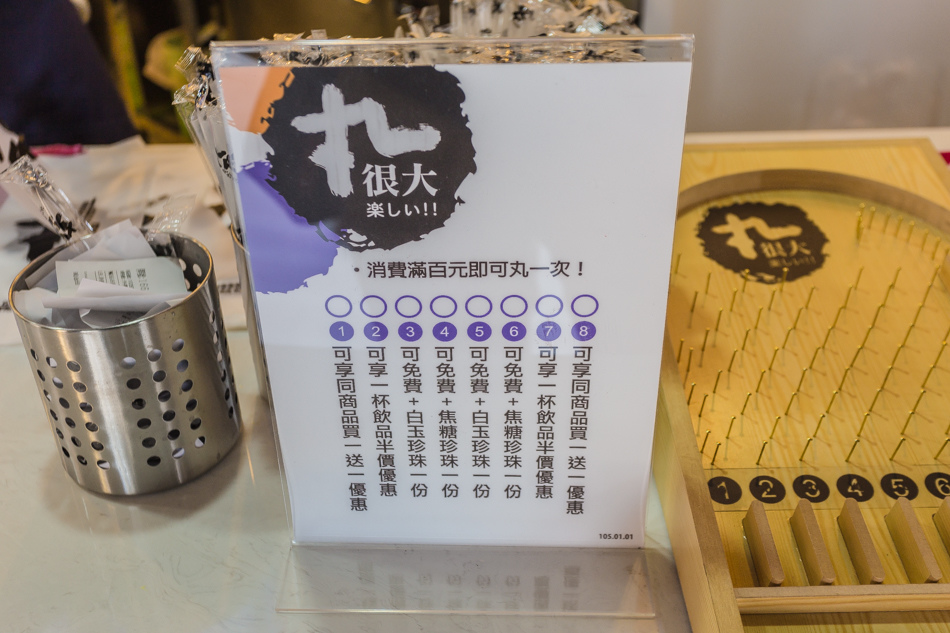 丸
很大
楽しい!!
・消費滿百元即可丸一次！
1 可享同商品買一送一優惠
2 可享一杯飲品半價優惠
3 可免費+白玉珍珠一份
4 可免費+焦糖珍珠一份
5 可免費+白玉珍珠一份
6 可免費+焦糖珍珠一份
7 可享一杯飲品半價優惠
8 可享同商品買一送一優惠
105.01.01
丸
很大
楽しい!!
1 2 3 4 5 6